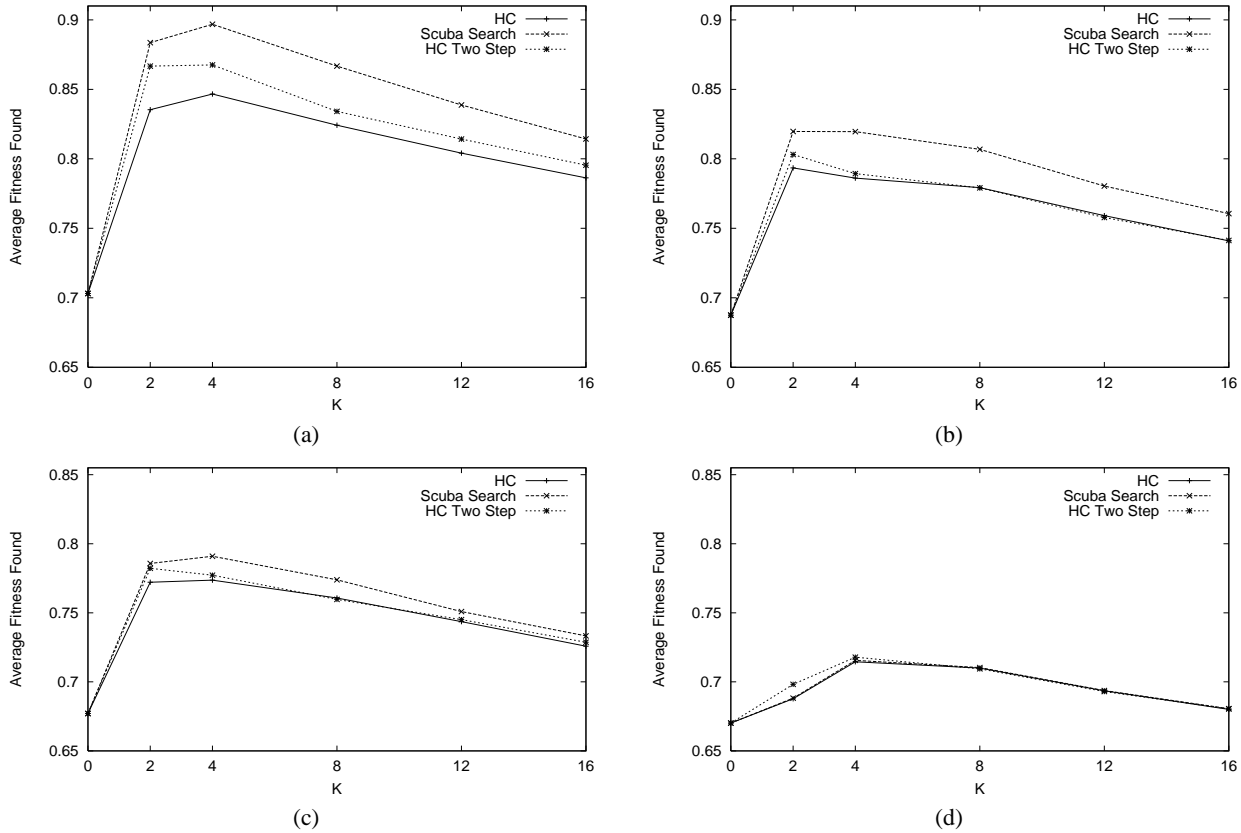 0.9
0.85
0.8
0.75
0.7
0.65
0 2 4 8 12 16
K
Average Fitness Found
HC
Scuba Search
HC Two Step
(a)
0.9
0.85
0.8
0.75
0.7
0.65
0 2 4 8 12 16
K
Average Fitness Found
HC
Scuba Search
HC Two Step
(b)
0.85
0.8
0.75
0.7
0.65
0 2 4 8 12 16
K
Average Fitness Found
HC
Scuba Search
HC Two Step
(c)
0.85
0.8
0.75
0.7
0.65
0 2 4 8 12 16
K
Average Fitness Found
HC
Scuba Search
HC Two Step
(d)